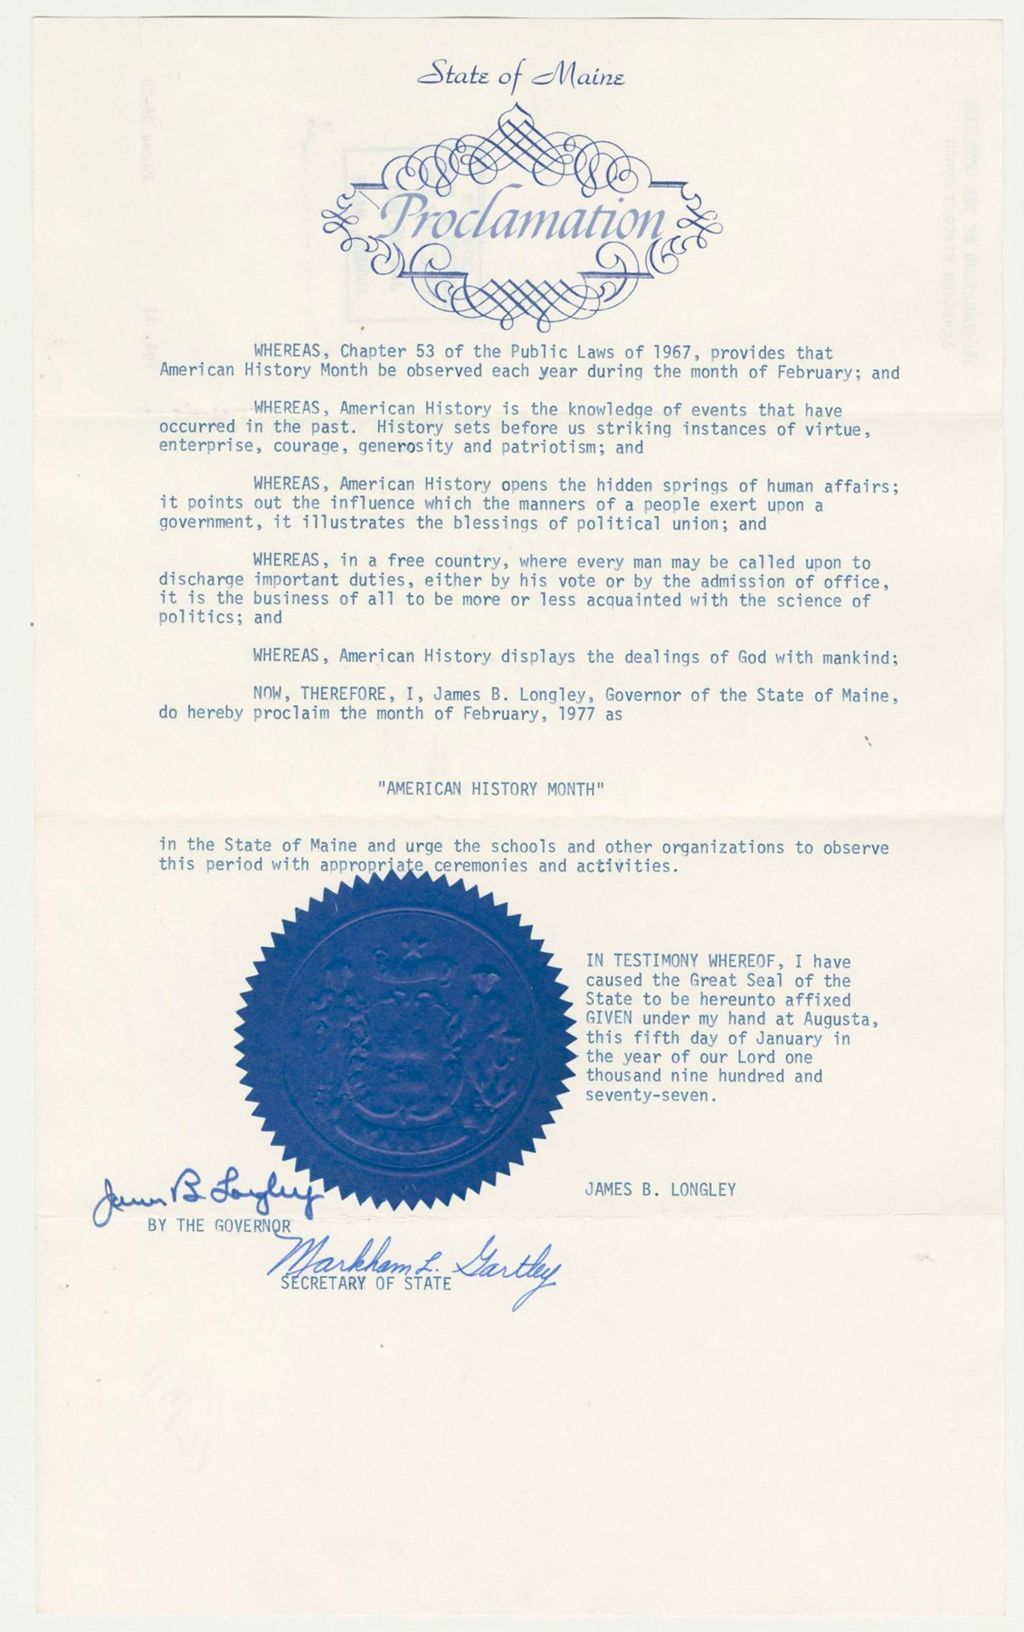 State of Maine
Proclamation
WHEREAS, Chapter 53 of the Public Laws of 1967, provides that
American History Month be observed each year during the month of February; and
WHEREAS, American History is the knowledge of events that have
occurred in the past. History sets before us striking instances of virtue,
enterprise, courage, generosity and patriotism; and
WHEREAS, American History opens the hidden springs of human affairs;
it points out the influence which the manners of a people exert upon a
government, it illustrates the blessings of political union; and
WHEREAS, in a free country, where every man may be called upon to
discharge important duties, either by his vote or by the admission of office,
it is the business of all to be more or less acquainted with the science of
politics; and
WHEREAS, American History displays the dealings of God with mankind;
NOW, THEREFORE, I, James B. Longley, Governor of the State of Maine,
do hereby proclaim the month of February, 1977 as
"AMERICAN HISTORY MONTH"
in the State of Maine and urge the schools and other organizations to observe
this period with appropriate ceremonies and activities.
IN TESTIMONY WHEREOF, I have
caused the Great Seal of the
State to be hereunto affixed
GIVEN under my hand at Augusta,
this fifth day of January in
the year of our Lord one
thousand nine hundred and
seventy-seven.
JAMES B. LONGLEY
James B. Longley
BY THE GOVERNOR
Markham L. Gartley
SECRETARY OF STATE